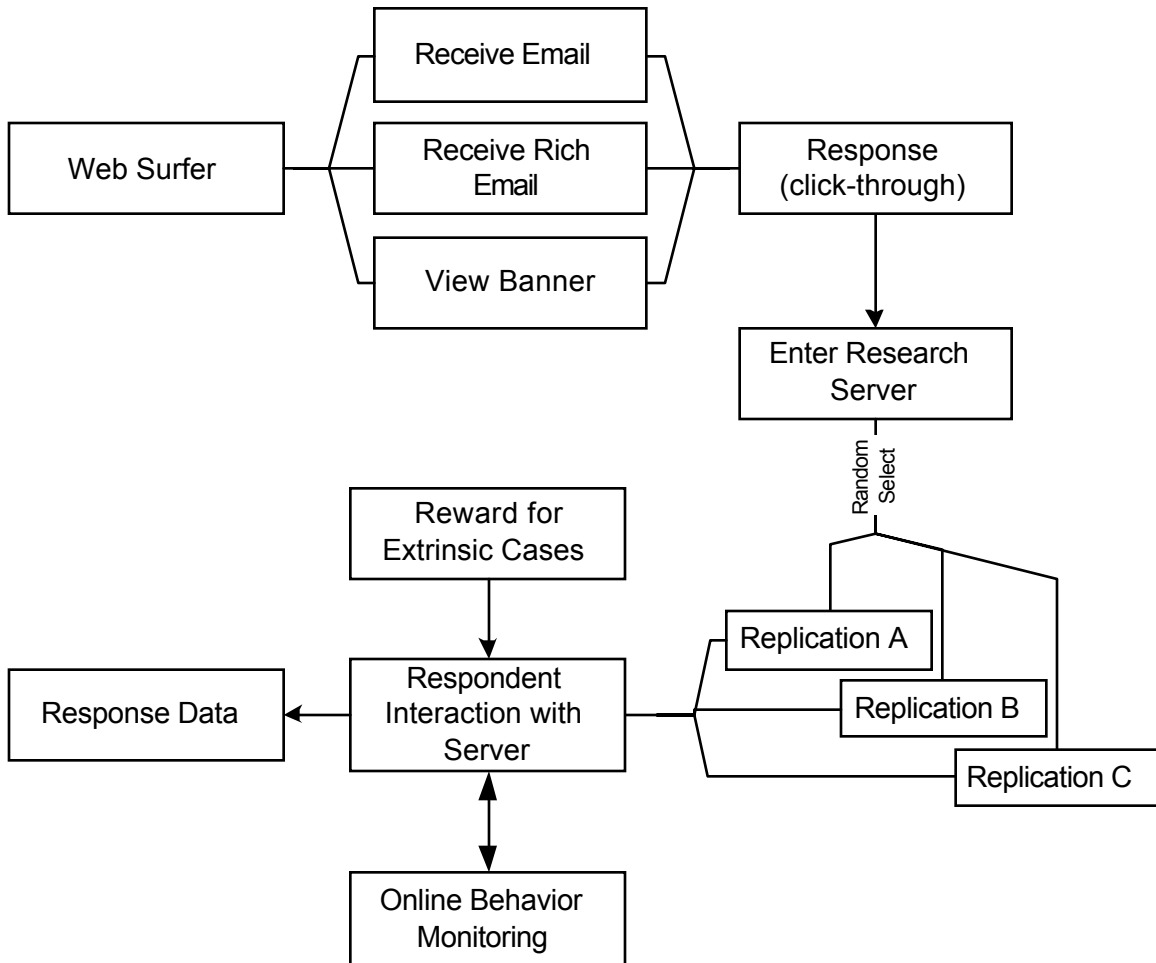 Receive Email
Web Surfer
Receive Rich
Email
View Banner
Response
(click-through)
Enter Research
Server
Random
Select
Reward for
Extrinsic Cases
Replication A
Replication B
Replication C
Respondent
Interaction with
Server
Response Data
Online Behavior
Monitoring